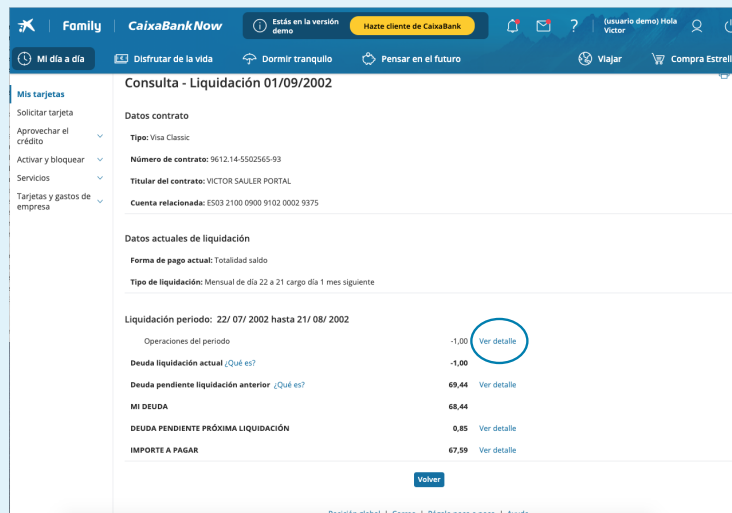 Family | CaixaBankNow
Estás en la versión
demo
Hazte cliente de CaixaBank
?
(usuario demo) Hola
Victor
Mi día a día
Disfrutar de la vida
Dormir tranquilo
Pensar en el futuro
Viajar
Compra Estrell
Mis tarjetas
Solicitar tarjeta
Aprovechar el
crédito
Activar y bloquear
Servicios
Tarjetas y gastos de
empresa
Consulta - Liquidación 01/09/2002
Datos contrato
Tipo: Visa Classic
Número de contrato: 9612.14-5502565-93
Titular del contrato: VICTOR SAULER PORTAL
Cuenta relacionada: ES03 2100 0900 9102 0002 9375
Datos actuales de liquidación
Forma de pago actual: Totalidad saldo
Tipo de liquidación: Mensual de día 22 a 21 cargo día 1 mes siguiente
Liquidación periodo: 22/ 07/ 2002 hasta 21/ 08/ 2002
Operaciones del periodo -1,00 Ver detalle
Deuda liquidación actual ¿Qué es? -1,00
Deuda pendiente liquidación anterior ¿Qué es? 69,44 Ver detalle
MI DEUDA 68,44
DEUDA PENDIENTE PRÓXIMA LIQUIDACIÓN 0,85 Ver detalle
IMPORTE A PAGAR 67,59 Ver detalle
Volver